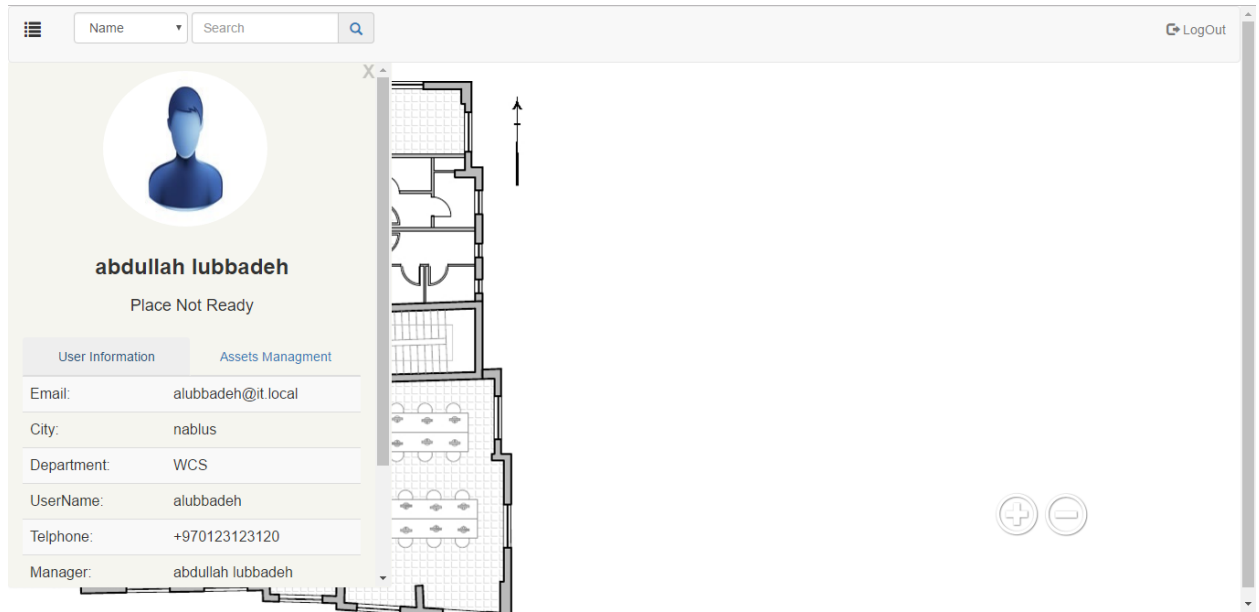 Name Search LogOut
X
abdullah lubbadeh
Place Not Ready
User Information Assets Managment
Email: alubbadeh@it.local
City: nablus
Department: WCS
UserName: alubbadeh
Telphone: +970123123120
Manager: abdullah lubbadeh